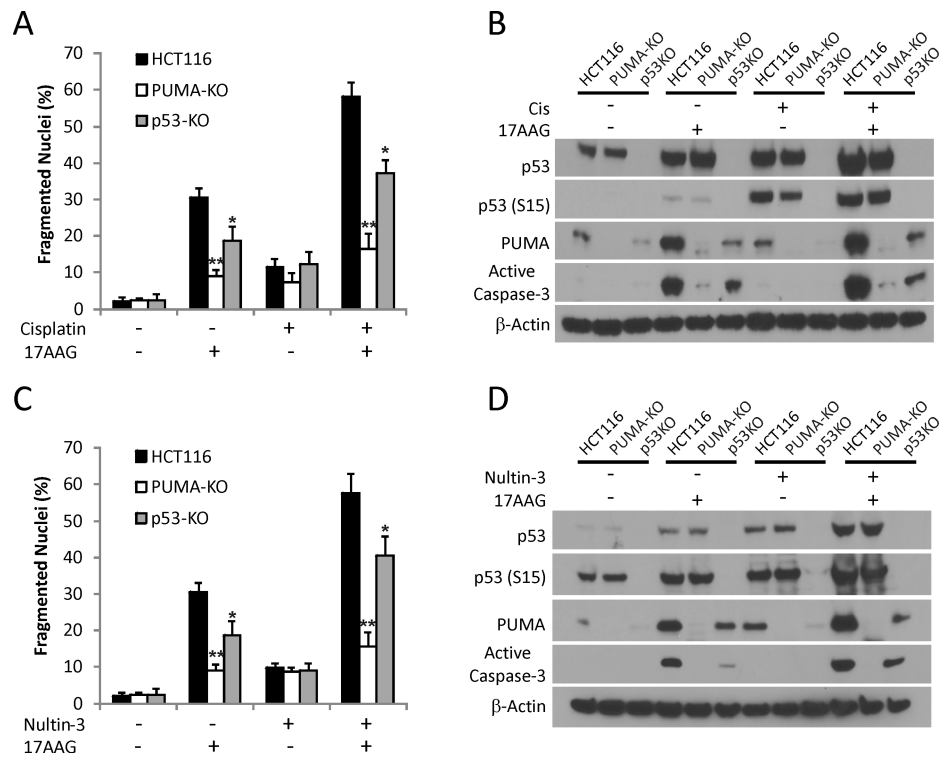 A
70
60
50
40
30
20
10
0
Fragmented Nuclei (%)
HCT116
PUMA-KO
p53-KO
** * ** *
Cisplatin - - + +
17AAG - + - +
B
HCT116 PUMA-KO p53KO HCT116 PUMA-KO p53KO HCT116 PUMA-KO p53KO HCT116 PUMA-KO p53KO
Cis - + +
17AAG - + - +
p53
p53 (S15)
PUMA
Active
Caspase-3
β-Actin
C
70
60
50
40
30
20
10
0
Fragmented Nuclei (%)
HCT116
PUMA-KO
p53-KO
** * ** *
Nultin-3 - - + +
17AAG - + - +
D
HCT116 PUMA-KO p53KO HCT116 PUMA-KO p53KO HCT116 PUMA-KO p53KO HCT116 PUMA-KO p53KO
Nultin-3 - + +
17AAG - + - +
p53
p53 (S15)
PUMA
Active
Caspase-3
β-Actin